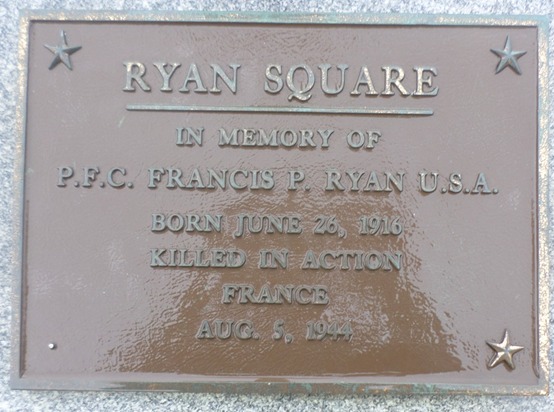 RYAN SQUARE
IN MEMORY OF
P.F.C. FRANCIS P. RYAN U.S.A.
BORN JUNE 26, 1916
KILLED IN ACTION
FRANCE
AUG. 5, 1944